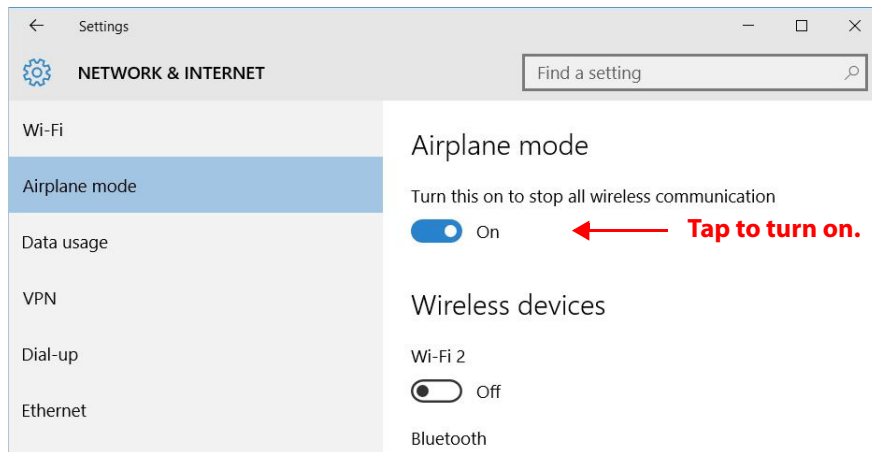 Settings
NETWORK & INTERNET
Find a setting
Wi-Fi
Airplane mode
Data usage
VPN
Dial-up
Ethernet
Airplane mode
Turn this on to stop all wireless communication
On
Tap to turn on.
Wireless devices
Wi-Fi 2
Off
Bluetooth